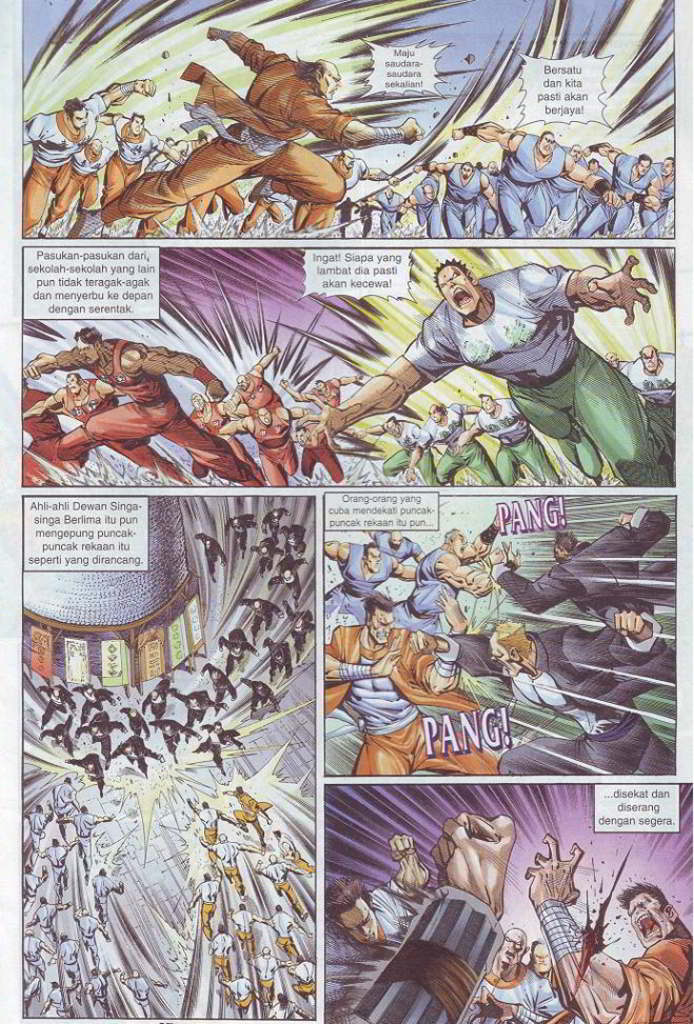 Maju
saudara-
saudara
sekalian!
Bersatu
dan kita
pasti akan
berjaya!
Pasukan-pasukan dari
sekolah-sekolah yang lain
pun tidak teragak-agak
dan menyerbu ke depan
dengan serentak.
Ingat! Siapa yang
lambat dia pasti
akan kecewa!
Ahli-ahli Dewan Singa-
singa Berlima itu pun
mengepung puncak-
puncak rekaan itu
seperti yang dirancang.
Orang-orang yang
cuba mendekati puncak-
puncak rekaan itu pun...
PANG!
PANG!
...disekat dan
diserang
dengan segera.